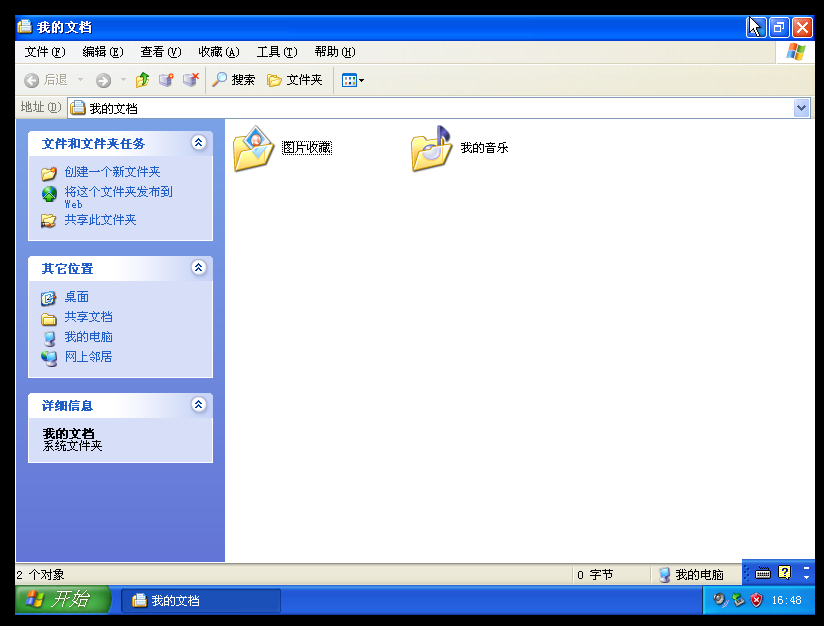 我的文档
文件(F) 编辑(E) 查看(V) 收藏(A) 工具(T) 帮助(H)
后退 搜索 文件夹
地址(D) 我的文档
文件和文件夹任务
创建一个新文件夹
将这个文件夹发布到
Web
共享此文件夹
其它位置
桌面
共享文档
我的电脑
网上邻居
详细信息
我的文档
系统文件夹
图片收藏 我的音乐
2 个对象 0 字节 我的电脑
开始 我的文档 16:48